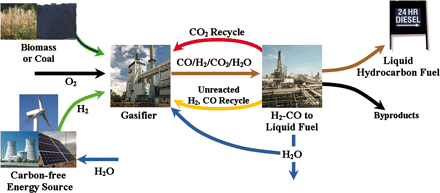 Biomass
or Coal
O2
H2
Carbon-free
Energy Source
H2O
Gasifier
CO2 Recycle
CO/H2/CO2/H2O
Unreacted
H2, CO Recycle
H2-CO to
Liquid Fuel
H2O
24 HR
DIESEL
Liquid
Hydrocarbon Fuel
Byproducts